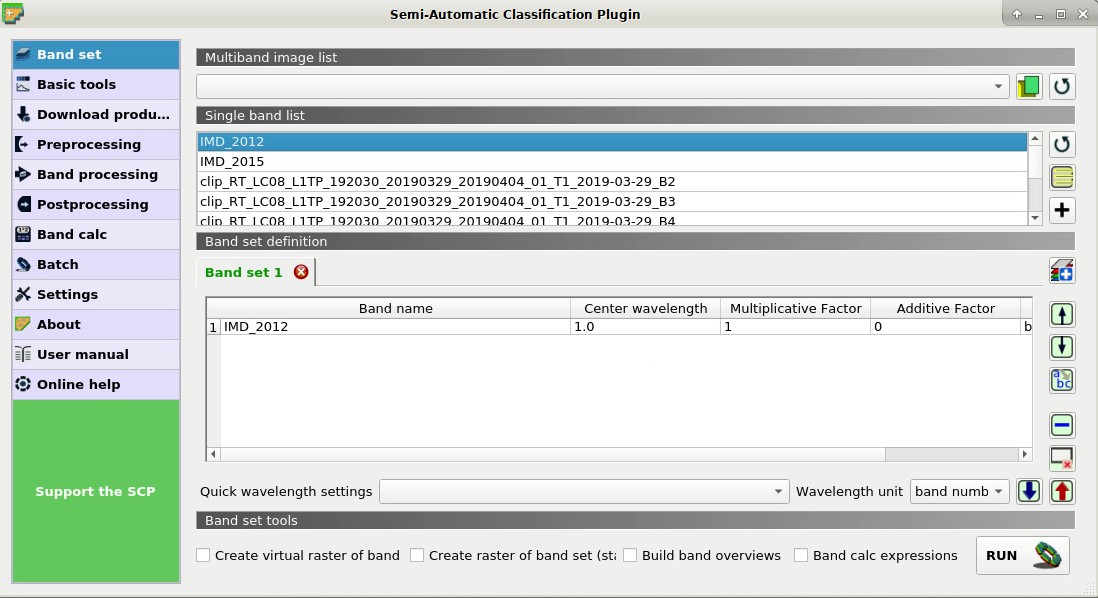 Semi-Automatic Classification Plugin
Band set
Basic tools
Download produ...
Preprocessing
Band processing
Postprocessing
Band calc
Batch
Settings
About
User manual
Online help
Support the SCP
Multiband image list
Single band list
IMD_2012
IMD_2015
clip_RT_LC08_L1TP_192030_20190329_20190404_01_T1_2019-03-29_B2
clip_RT_LC08_L1TP_192030_20190329_20190404_01_T1_2019-03-29_B3
clip_RT_LC08_L1TP_192030_20190329_20190404_01_T1_2019-03-29_B4
Band set definition
Band set 1
Band name Center wavelength Multiplicative Factor Additive Factor
1 IMD_2012 1.0 1 0 b
a
bc
Quick wavelength settings Wavelength unit band numb
Band set tools
Create virtual raster of band Create raster of band set (sta Build band overviews Band calc expressions RUN